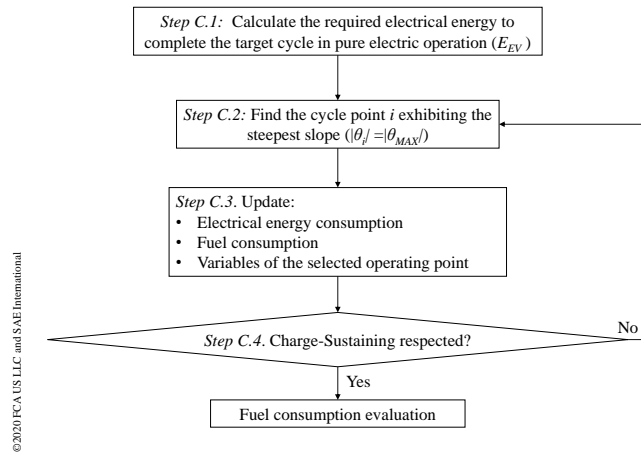 Step C.1: Calculate the required electrical energy to
complete the target cycle in pure electric operation (E_EV )
Step C.2: Find the cycle point i exhibiting the
steepest slope (|θ_i| =|θ_MAX|)
Step C.3. Update:
• Electrical energy consumption
• Fuel consumption
• Variables of the selected operating point
Step C.4. Charge-Sustaining respected?
No
Yes
Fuel consumption evaluation
©2020 FCA US LLC and SAE International